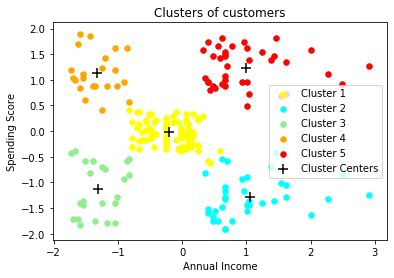 Clusters of customers
2.0
1.5
1.0
0.5
0.0
−0.5
−1.0
−1.5
−2.0
Spending Score
Cluster 1
Cluster 2
Cluster 3
Cluster 4
Cluster 5
Cluster Centers
−2
−1
0
1
2
3
Annual Income